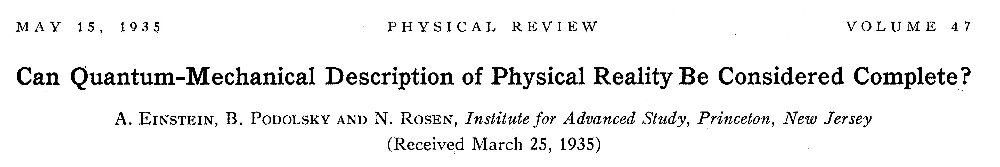 MAY 15, 1935 PHYSICAL REVIEW VOLUME 47
Can Quantum-Mechanical Description of Physical Reality Be Considered Complete?
A. EINSTEIN, B. PODOLSKY AND N. ROSEN, Institute for Advanced Study, Princeton, New Jersey
(Received March 25, 1935)